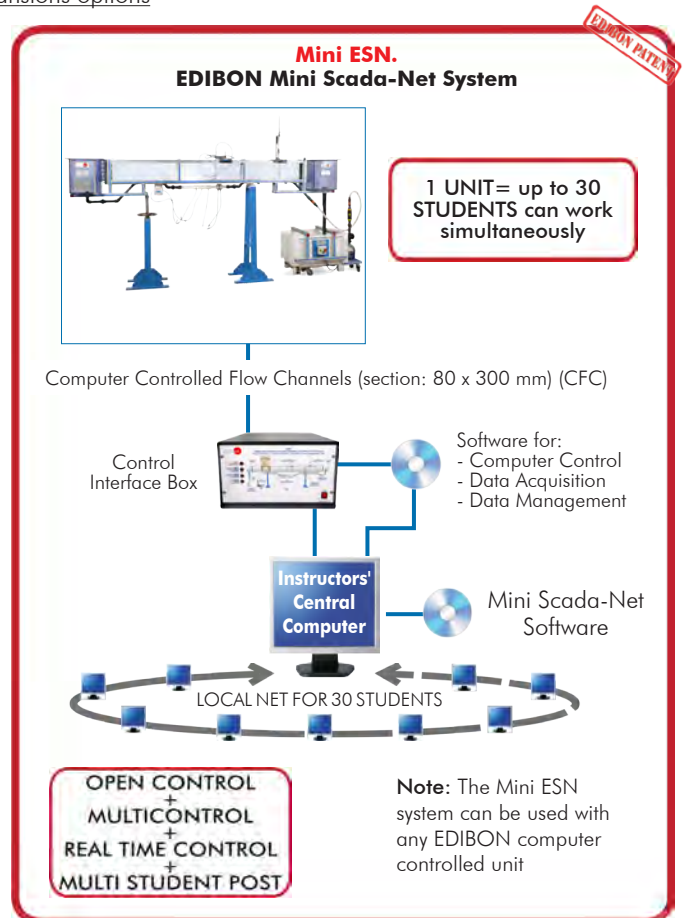 EDIBON PATENT
Mini ESN.
EDIBON Mini Scada-Net System
1 UNIT= up to 30
STUDENTS can work
simultaneously
Computer Controlled Flow Channels (section: 80 x 300 mm) (CFC)
Control
Interface Box
Software for:
- Computer Control
- Data Acquisition
- Data Management
Instructors'
Central
Computer
Mini Scada-Net
Software
LOCAL NET FOR 30 STUDENTS
OPEN CONTROL
+
MULTICONTROL
+
REAL TIME CONTROL
+
MULTI STUDENT POST
Note: The Mini ESN
system can be used with
any EDIBON computer
controlled unit